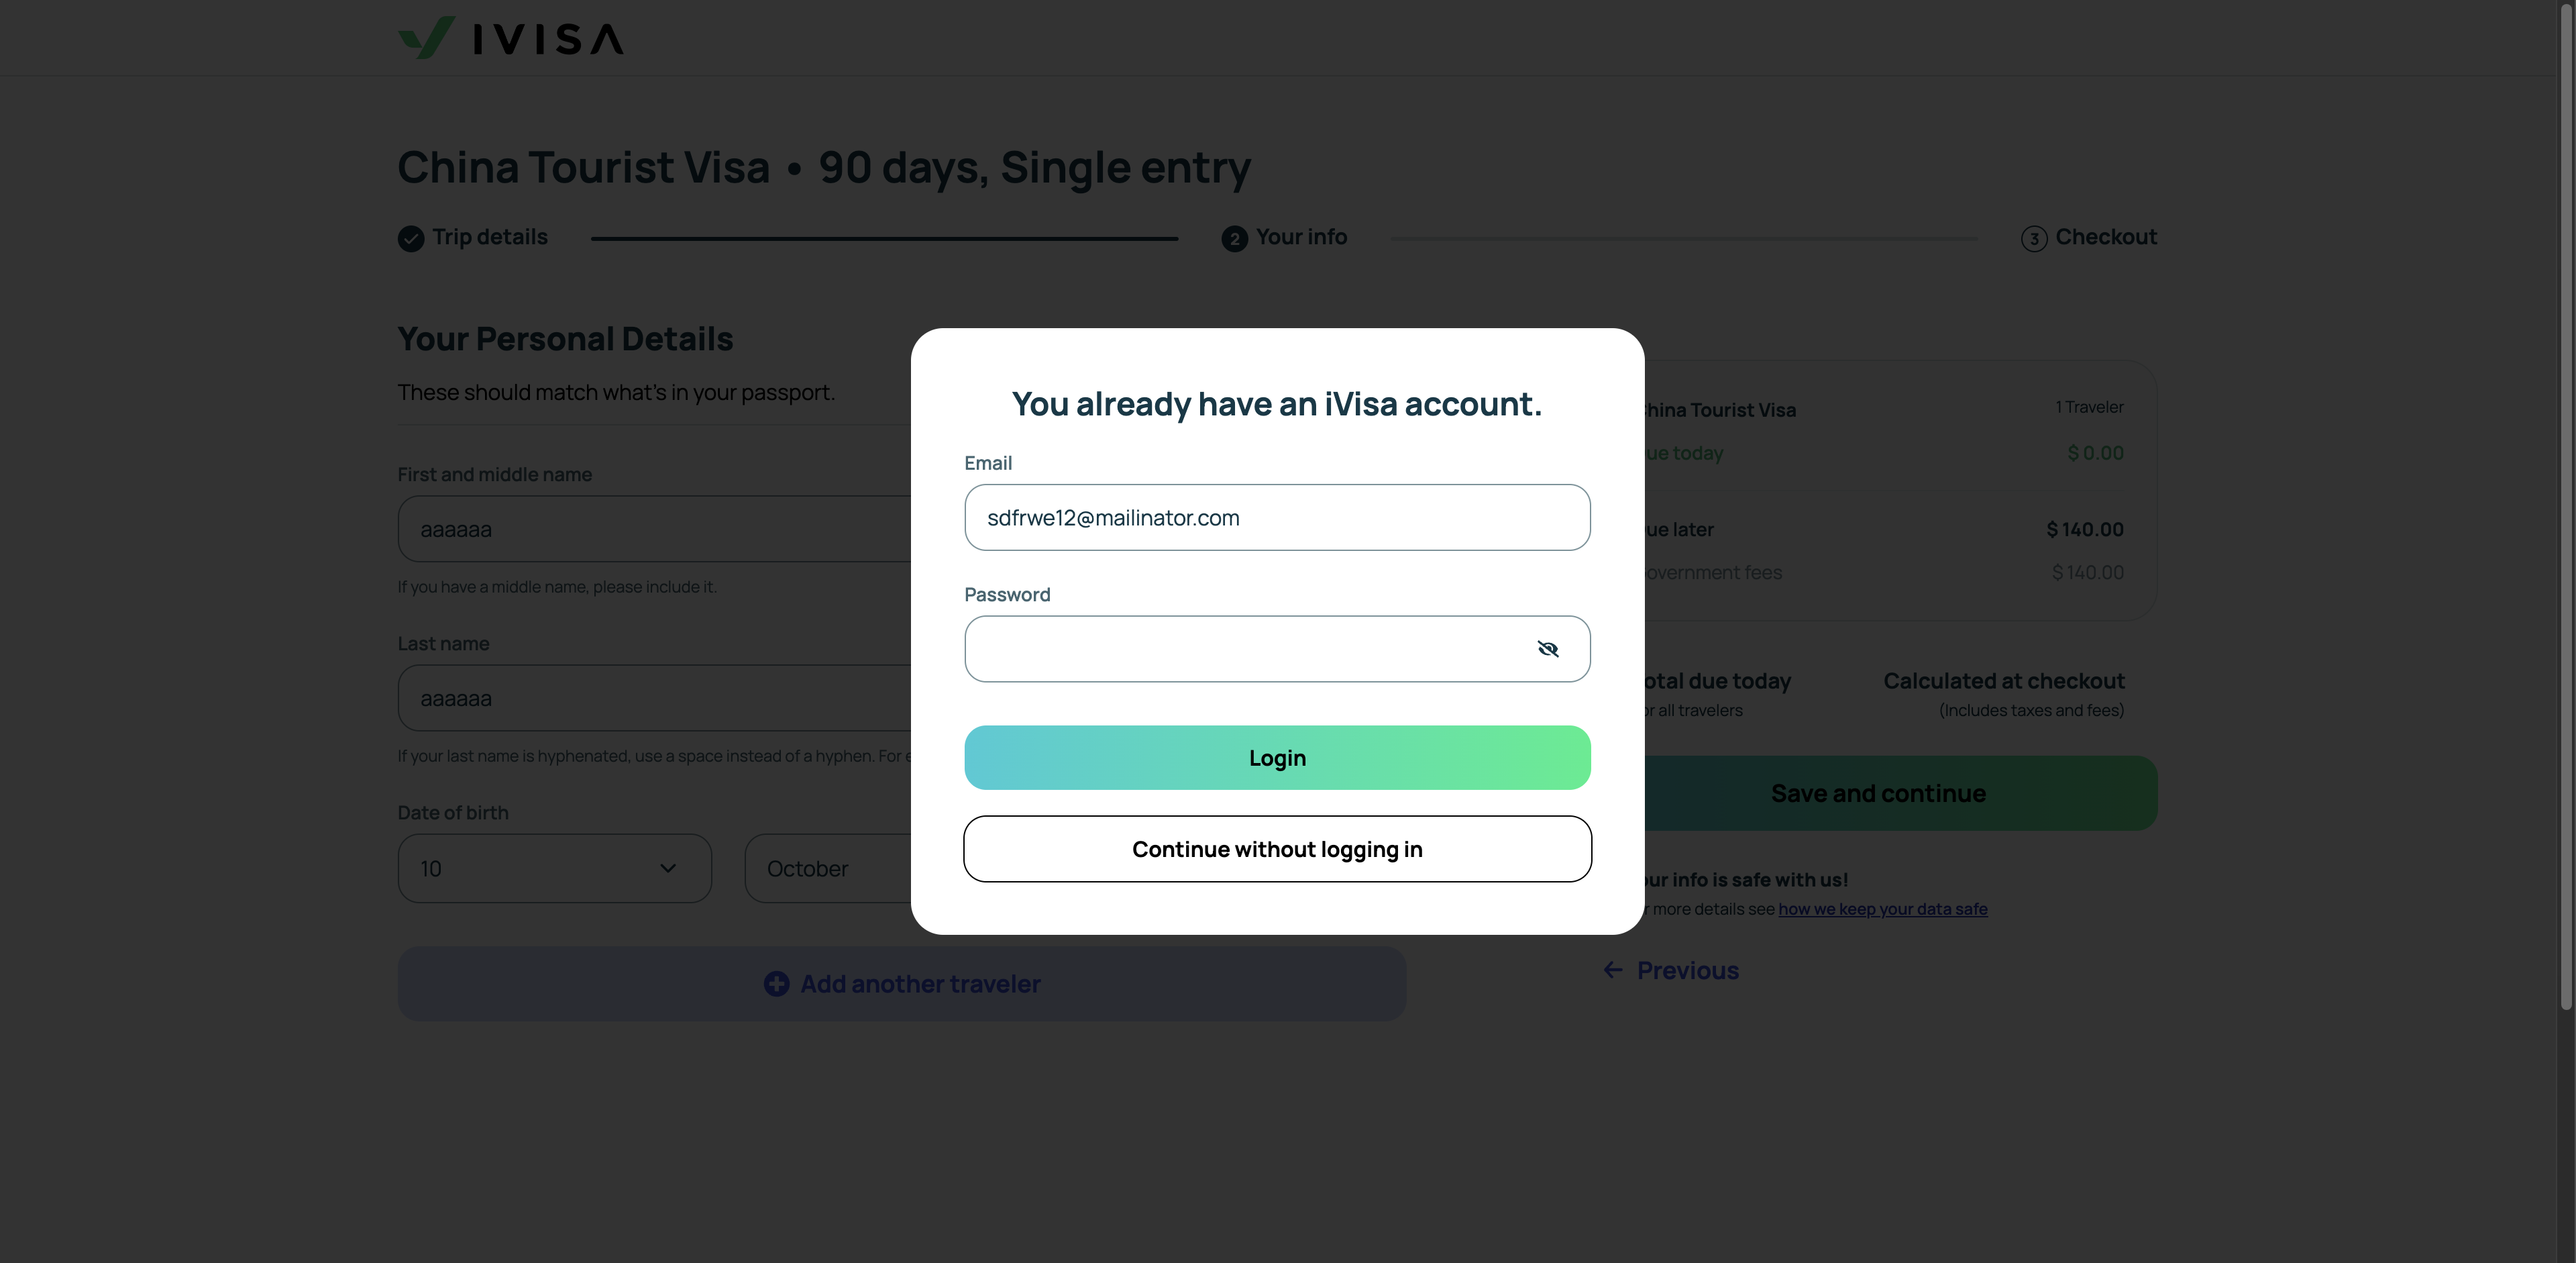 IVISA
China Tourist Visa • 90 days, Single entry
Trip details
2 Your info
3 Checkout
Your Personal Details
These should match what's in your passport.
First and middle name
aaaaaa
If you have a middle name, please include it.
Last name
aaaaaa
If your last name is hyphenated, use a space instead of a hyphen. For
Date of birth
10
October
Add another traveler
You already have an iVisa account.
Email
sdfrwe12@mailinator.com
Password
Login
Continue without logging in
Tourist Visa
1 Traveler
today
$ 0.00
later
$ 140.00
fees
$ 140.00
due today
Calculated at checkout
all travelers
(Includes taxes and fees)
Save and continue
info is safe with us!
more details see how we keep your data safe
Previous